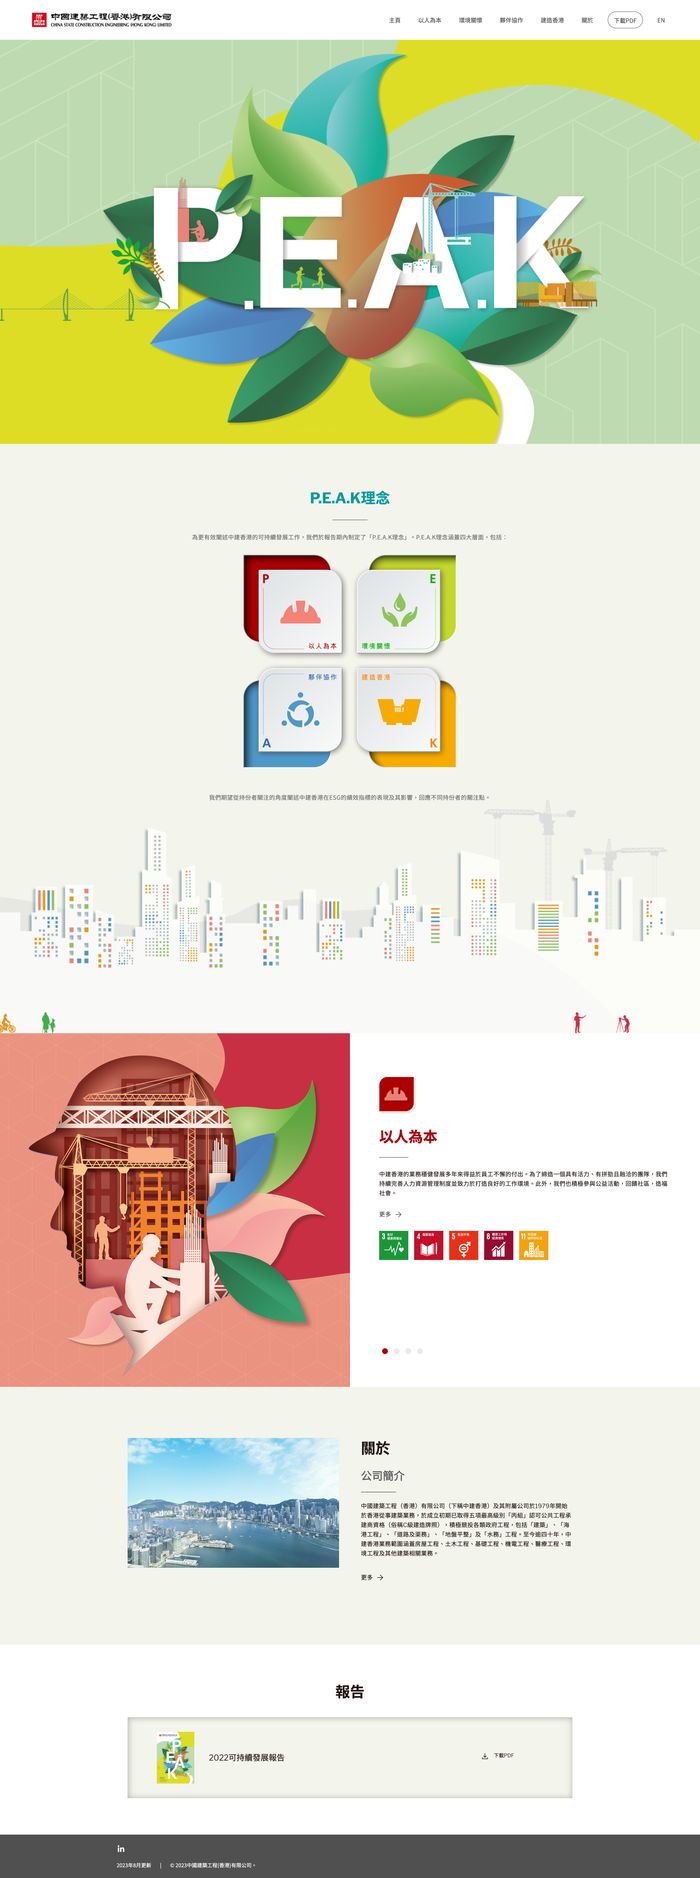 中國建築工程(香港)有限公司
CHINA STATE CONSTRUCTION ENGINEERING (HONG KONG) LIMITED
主頁 以人為本 環境關懷 夥伴協作 建造香港 關於 下載PDF EN
P.E.A.K
P.E.A.K理念
為更有效闡述中建香港的可持續發展工作，我們於報告期內制定了「P.E.A.K理念」。P.E.A.K理念涵蓋四大層面，包括：
P
以人為本
E
環境關懷
夥伴協作
A
建造香港
K
我們期望從持份者關注的角度闡述中建香港在ESG的績效指標的表現及其影響，回應不同持份者的關注點。
以人為本
中建香港的業務穩健發展多年來得益於員工不懈的付出。為了締造一個具有活力、有拼勁且融洽的團隊，我們
持續完善人力資源管理制度並致力於打造良好的工作環境。此外，我們也積極參與公益活動，回饋社區，造福
社會。
更多
3
4
5
8
11
關於
公司簡介
中國建築工程（香港）有限公司（下稱中建香港）及其附屬公司於1979年開始
於香港從事建築業務，於成立初期已取得五項最高級別「丙組」認可公共工程承
建商資格（俗稱C級建造牌照），積極競投各類政府工程，包括「建築」、「海
港工程」、「道路及渠務」、「地盤平整」及「水務」工程。至今逾四十年，中
建香港業務範圍涵蓋房屋工程、土木工程、基礎工程、機電工程、醫療工程、環
境工程及其他建築相關業務。
更多
報告
2022可持續發展報告
下載PDF
2023年8月更新 | © 2023中國建築工程(香港)有限公司。